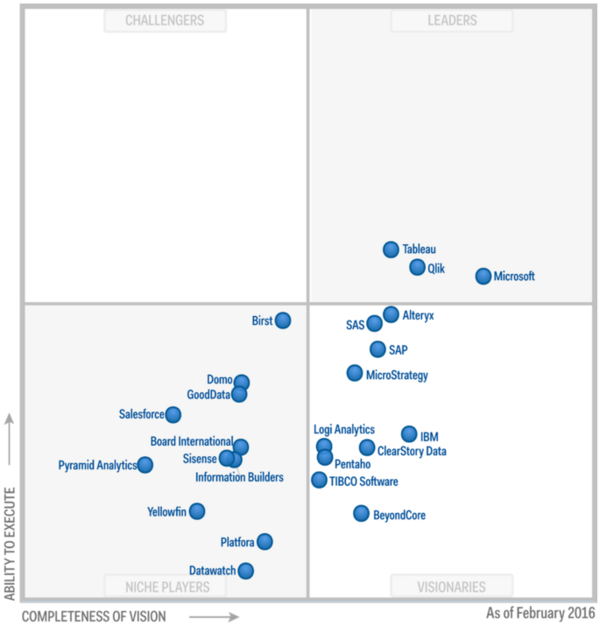 CHALLENGERS
LEADERS
Tableau
Qlik
Microsoft
Birst
Alteryx
SAS
SAP
MicroStrategy
Domo
GoodData
Salesforce
Logi Analytics
IBM
Board International
ClearStory Data
Sisense
Pentaho
Pyramid Analytics
Information Builders
TIBCO Software
Yellowfin
BeyondCore
Platfora
Datawatch
NICHE PLAYERS
VISIONARIES
ABILITY TO EXECUTE
COMPLETENESS OF VISION
As of February 2016